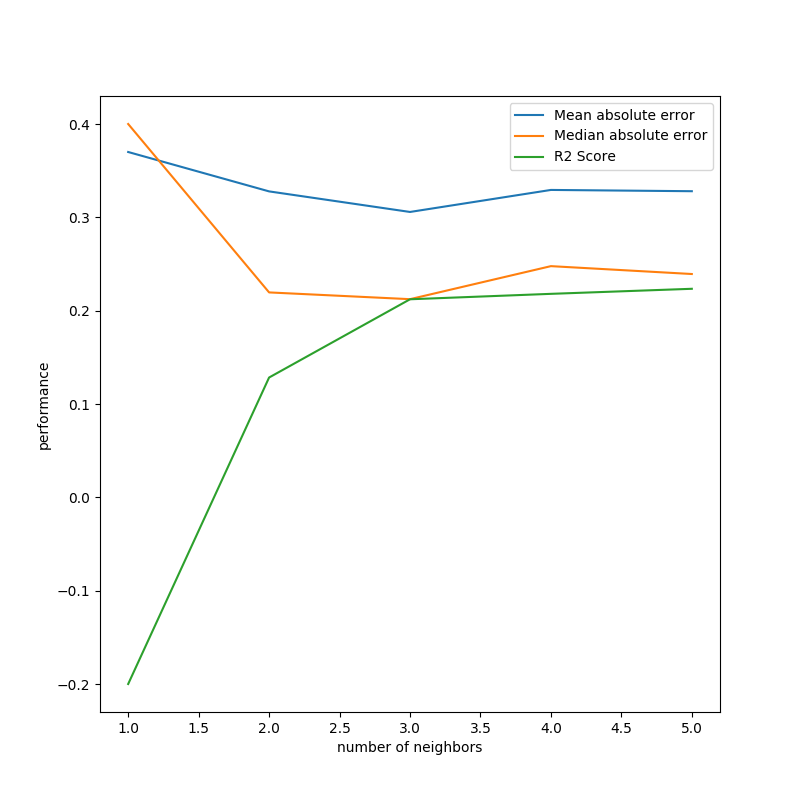 Mean absolute error
Median absolute error
R2 Score
0.4
0.3
0.2
0.1
0.0
−0.1
−0.2
performance
1.0 1.5 2.0 2.5 3.0 3.5 4.0 4.5 5.0
number of neighbors